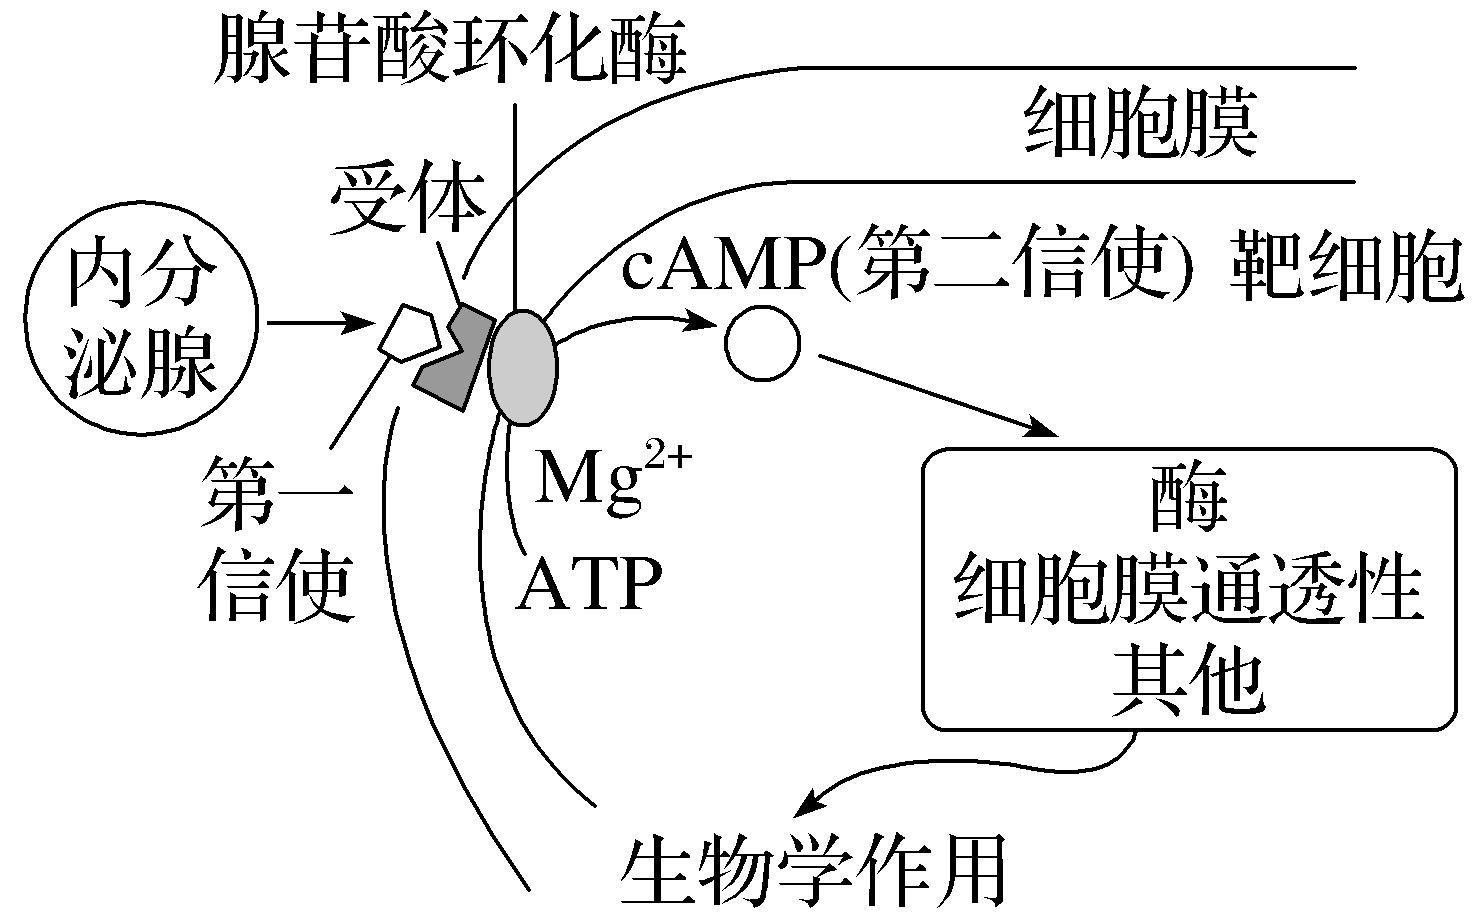 腺苷酸环化酶
细胞膜
受体
内分
泌腺
cAMP(第二信使) 靶细胞
第一
信使
Mg²⁺
ATP
酶
细胞膜通透性
其他
生物学作用